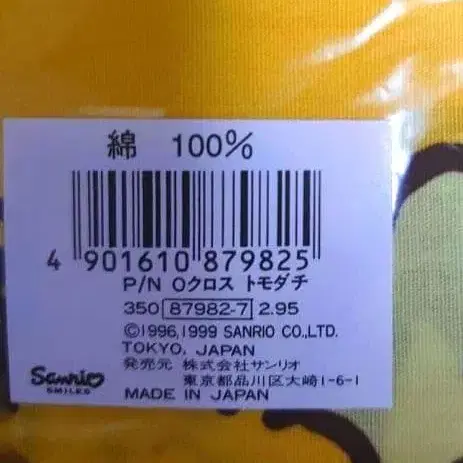 綿 100%
4 901610 879825
P/N Oクロス トモダチ
350 87982-7 2.95
©1996,1999 SANRIO CO.,LTD.
TOKYO, JAPAN
発売元 株式会社サンリオ
東京都品川区大崎1-6-1
Sanrio
SMILES
MADE IN JAPAN